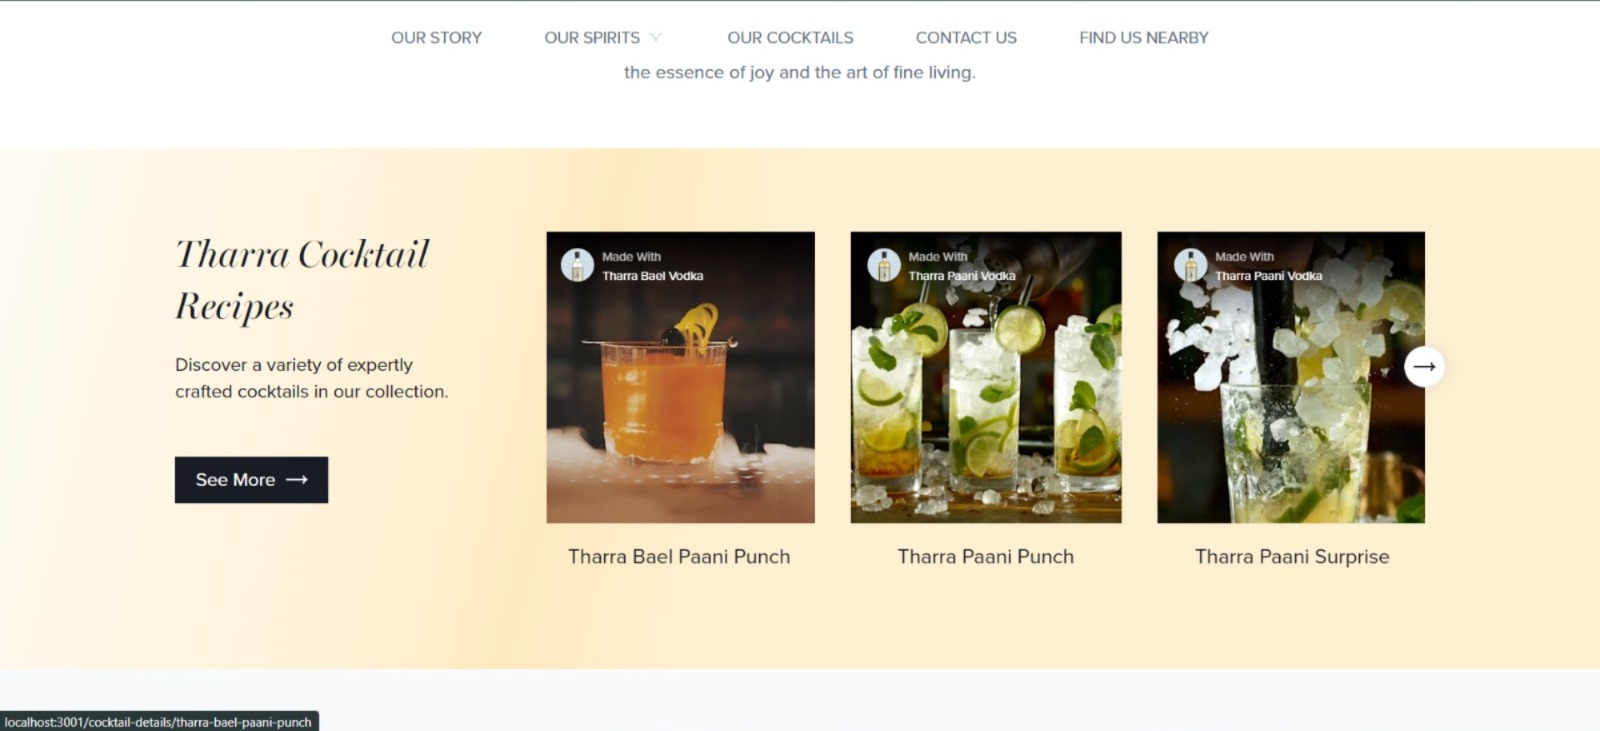 OUR STORY
OUR SPIRITS
OUR COCKTAILS
CONTACT US
FIND US NEARBY
the essence of joy and the art of fine living.
Tharra Cocktail
Recipes
Discover a variety of expertly
crafted cocktails in our collection.
See More →
Made With
Tharra Bael Vodka
Tharra Bael Paani Punch
Made With
Tharra Paani Vodka
Tharra Paani Punch
Made With
Tharra Paani Vodka
Tharra Paani Surprise
localhost:3001/cocktail-details/tharra-bael-paani-punch